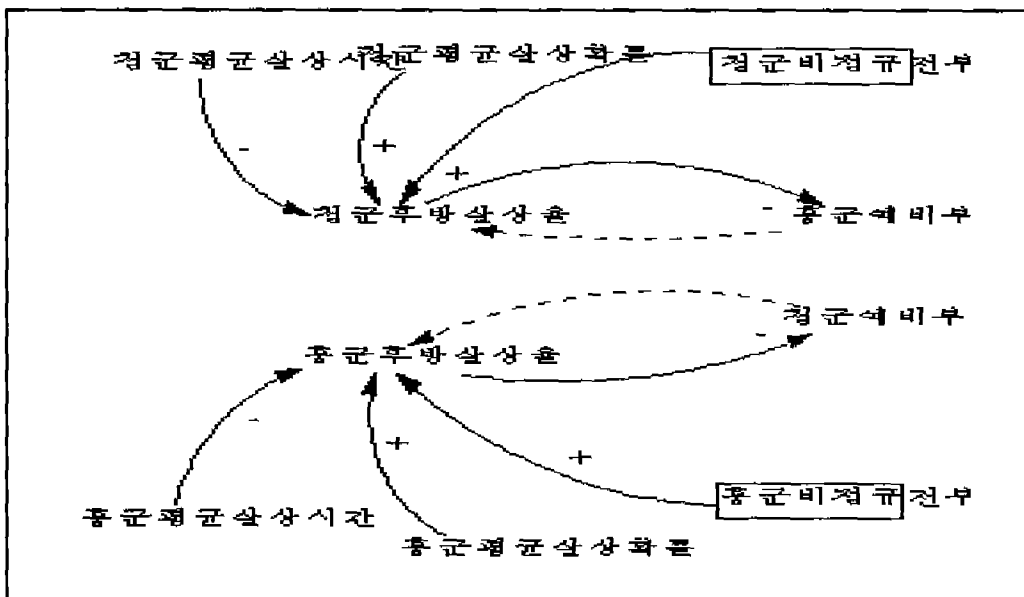 청군평균살상시간
청군평균살상확률
청군비정규전부
-
+
+
청군후방살상율
-
홍군예비부
청군예비부
-
홍군후방살상율
-
+
+
홍군비정규전부
홍군평균살상시간
홍군평균살상확률